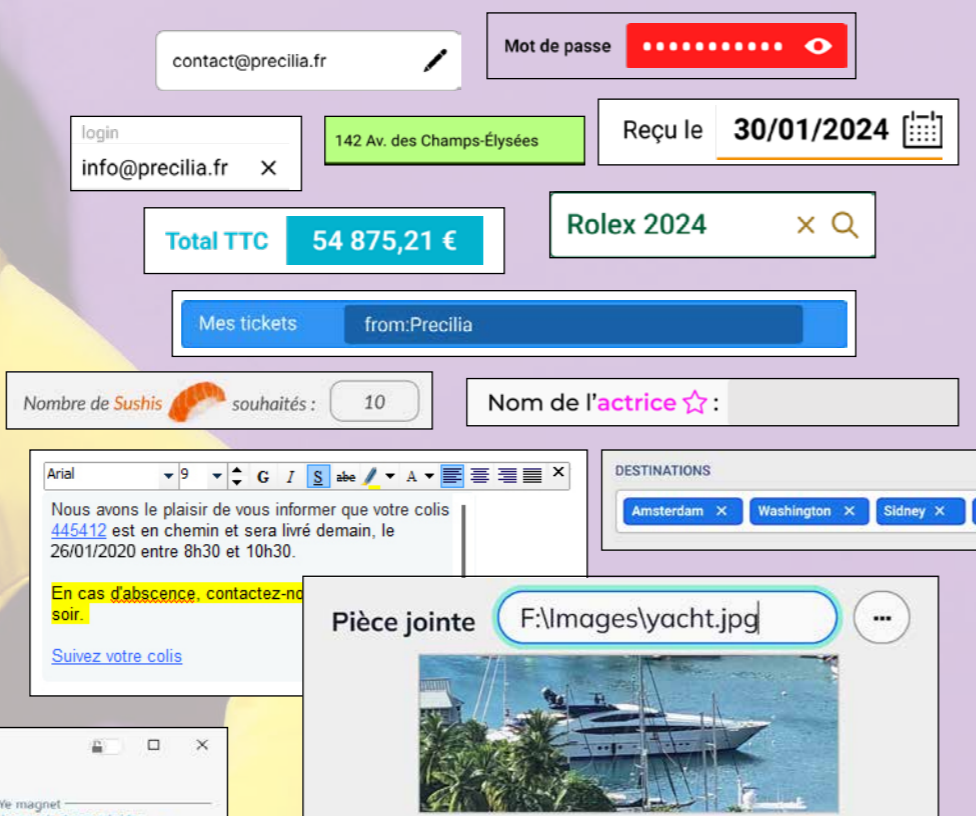 contact@precilia.fr
Mot de passe
login
info@precilia.fr
142 Av. des Champs-Élysées
Reçu le 30/01/2024
Total TTC 54 875,21 €
Rolex 2024
Mes tickets from:Precilia
Nombre de Sushis souhaités : 10
Nom de l'actrice :
Arial 9 G I S abc A
Nous avons le plaisir de vous informer que votre colis
445412 est en chemin et sera livré demain, le
26/01/2020 entre 8h30 et 10h30.
En cas d'abscence, contactez-no
soir.
Suivez votre colis
DESTINATIONS
Amsterdam Washington Sidney
Pièce jointe F:\Images\yacht.jpg ...
magnet